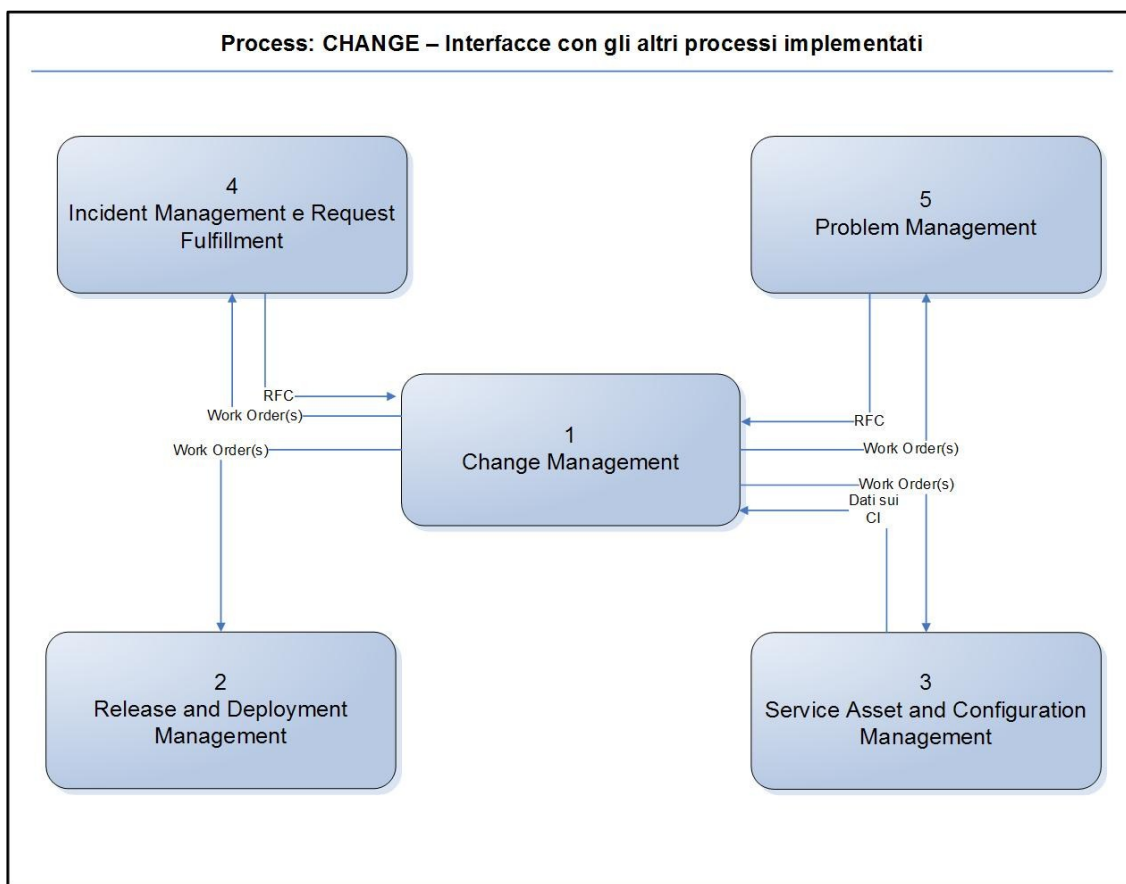 Process: CHANGE – Interfacce con gli altri processi implementati
4
Incident Management e Request
Fulfillment
5
Problem Management
RFC
Work Order(s)
Work Order(s)
1
Change Management
RFC
Work Order(s)
Work Order(s)
Dati sui
CI
2
Release and Deployment
Management
3
Service Asset and Configuration
Management